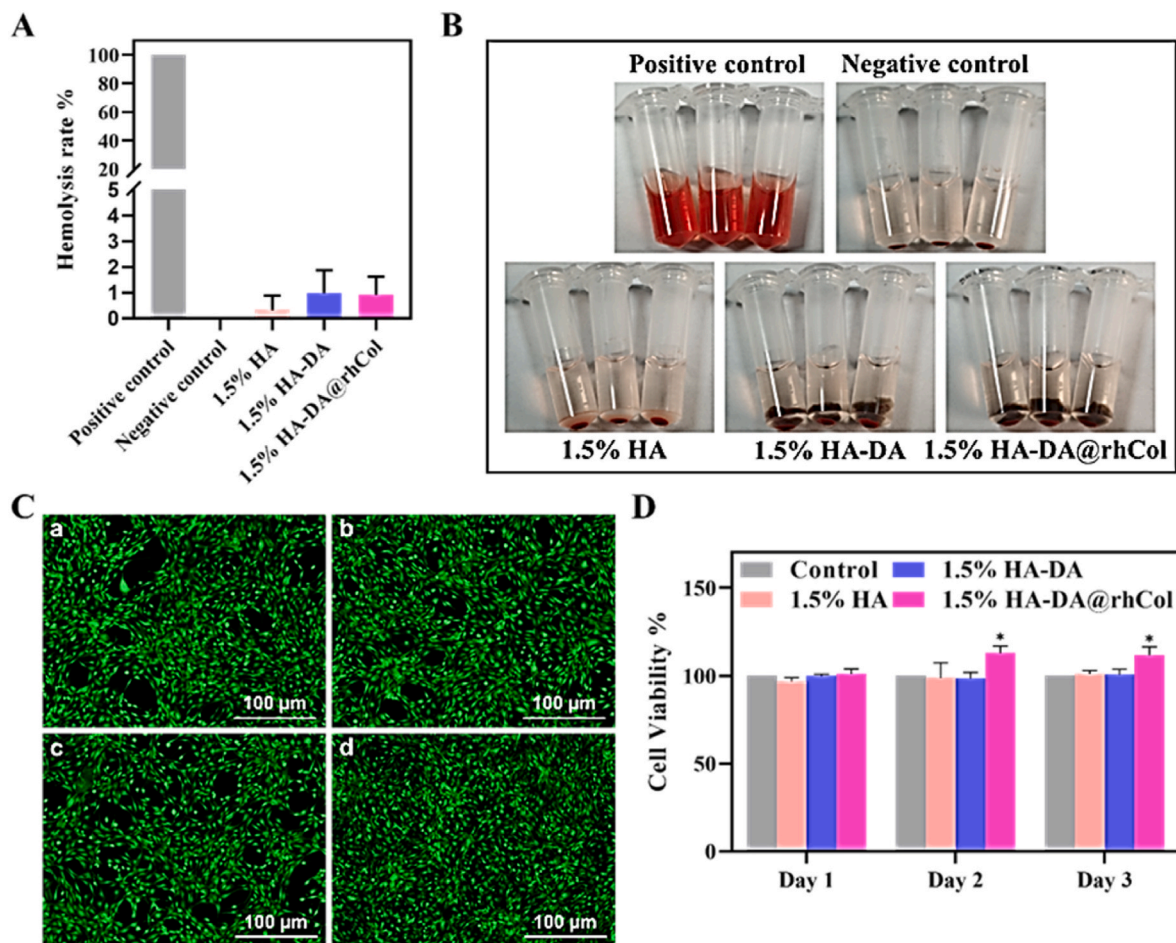 A
Hemolysis rate %
100
80
60
40
20
5
4
3
2
1
0
Positive control
Negative control
1.5% HA
1.5% HA-DA
1.5% HA-DA@rhCol
B
Positive control
Negative control
1.5% HA
1.5% HA-DA
1.5% HA-DA@rhCol
C
a
100 µm
b
100 µm
c
100 µm
d
100 µm
D
Cell Viability %
150
100
50
0
Control
1.5% HA-DA
1.5% HA
1.5% HA-DA@rhCol
*
*
Day 1
Day 2
Day 3